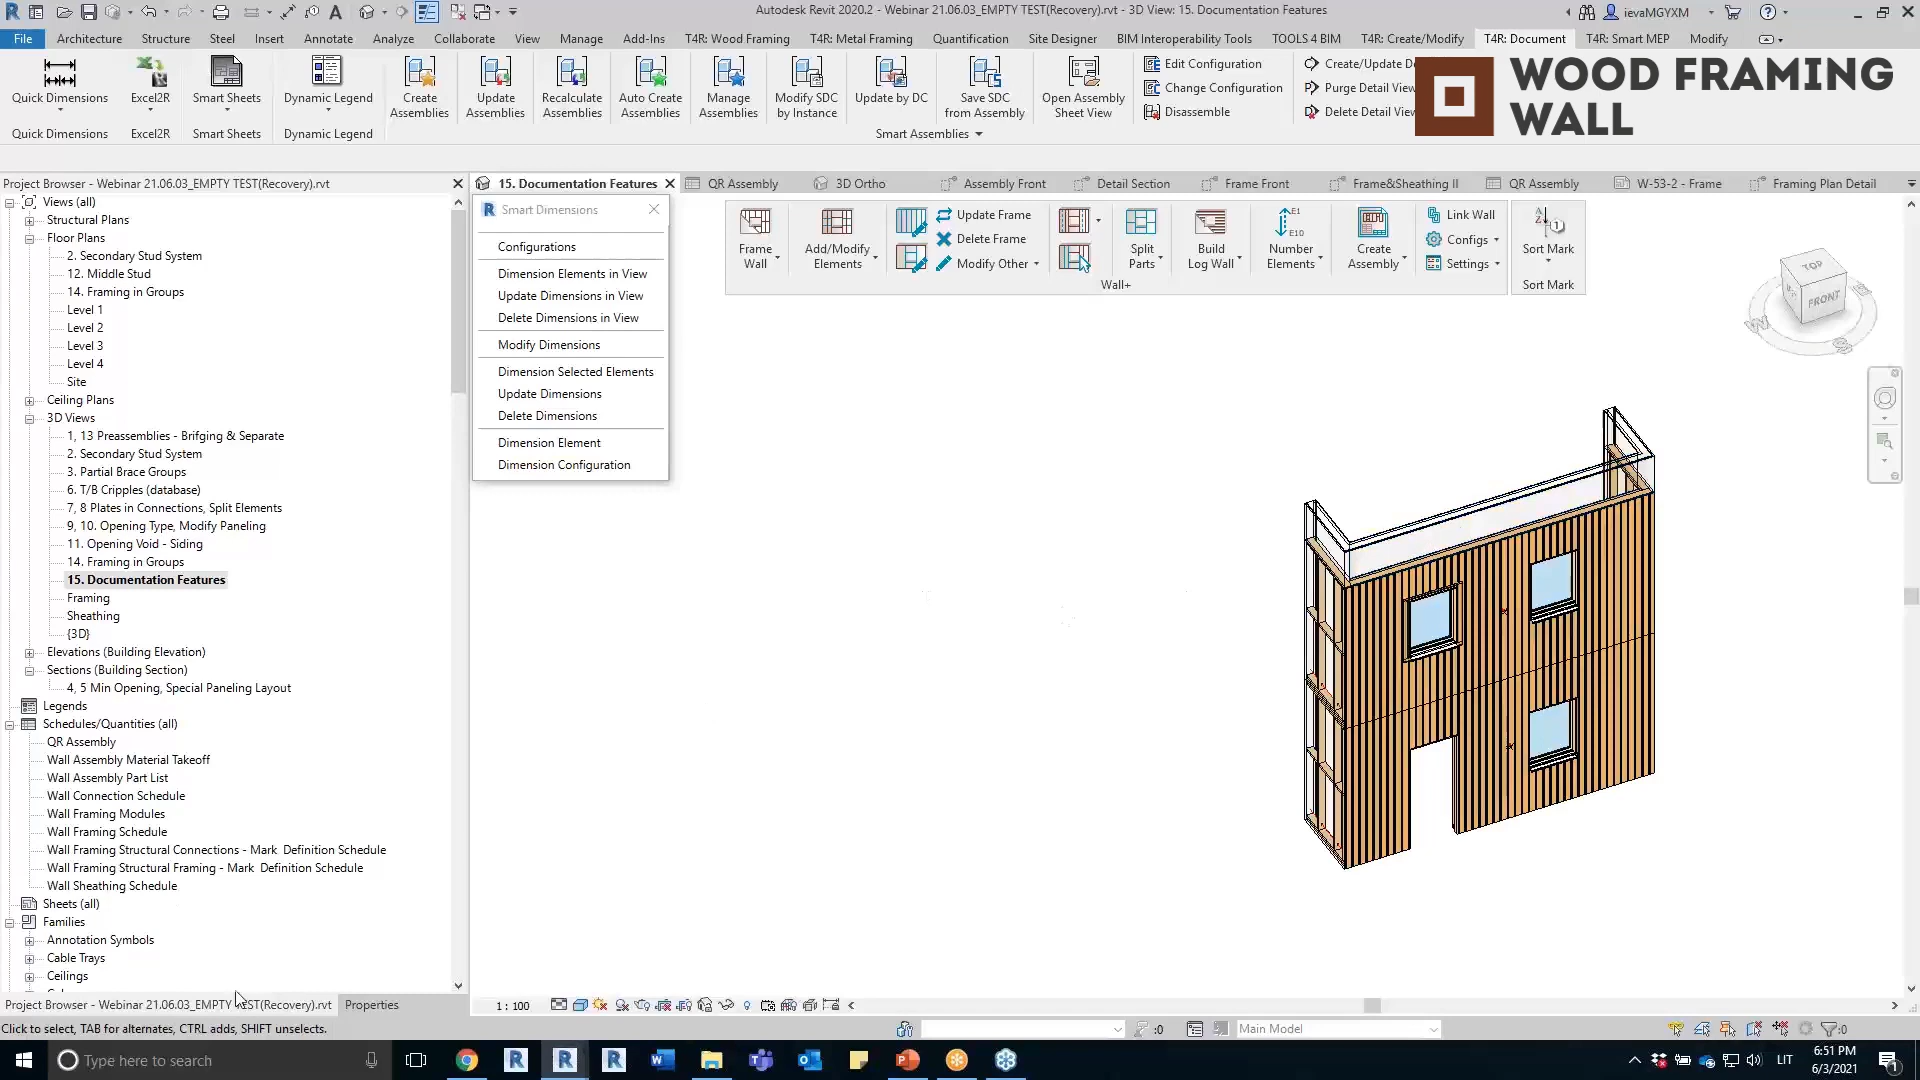 Autodesk Revit 2020.2 - Webinar 21.06.03_EMPTY TEST(Recovery).rvt - 3D View: 15. Documentation Features
ievaMGYXM
File Architecture Structure Steel Insert Annotate Analyze Collaborate View Manage Add-Ins T4R: Wood Framing T4R: Metal Framing Quantification Site Designer BIM Interoperability Tools TOOLS 4 BIM T4R: Create/Modify T4R: Document T4R: Smart MEP Modify
Quick Dimensions
Excel2R
Smart Sheets
Dynamic Legend
Create Assemblies
Update Assemblies
Recalculate Assemblies
Auto Create Assemblies
Manage Assemblies
Modify SDC by Instance
Update by DC
Save SDC from Assembly
Open Assembly Sheet View
Edit Configuration
Change Configuration
Disassemble
Create/Update D
Purge Detail View
Delete Detail View
Quick Dimensions Excel2R Smart Sheets Dynamic Legend Smart Assemblies
WOOD FRAMING
WALL
Project Browser - Webinar 21.06.03_EMPTY TEST(Recovery).rvt
15. Documentation Features QR Assembly 3D Ortho Assembly Front Detail Section Frame Front Frame&Sheathing II QR Assembly W-53-2 - Frame Framing Plan Detail
Views (all)
Structural Plans
Floor Plans
2. Secondary Stud System
12. Middle Stud
14. Framing in Groups
Level 1
Level 2
Level 3
Level 4
Site
Ceiling Plans
3D Views
1, 13 Preassemblies - Brifging & Separate
2. Secondary Stud System
3. Partial Brace Groups
6. T/B Cripples (database)
7, 8 Plates in Connections, Split Elements
9, 10. Opening Type, Modify Paneling
11. Opening Void - Siding
14. Framing in Groups
15. Documentation Features
Framing
Sheathing
{3D}
Elevations (Building Elevation)
Sections (Building Section)
4, 5 Min Opening, Special Paneling Layout
Legends
Schedules/Quantities (all)
QR Assembly
Wall Assembly Material Takeoff
Wall Assembly Part List
Wall Connection Schedule
Wall Framing Modules
Wall Framing Schedule
Wall Framing Structural Connections - Mark Definition Schedule
Wall Framing Structural Framing - Mark Definition Schedule
Wall Sheathing Schedule
Sheets (all)
Families
Annotation Symbols
Cable Trays
Ceilings
Smart Dimensions
Configurations
Dimension Elements in View
Update Dimensions in View
Delete Dimensions in View
Modify Dimensions
Dimension Selected Elements
Update Dimensions
Delete Dimensions
Dimension Element
Dimension Configuration
Frame Wall
Add/Modify Elements
Update Frame
Delete Frame
Modify Other
Split Parts
Build Log Wall
E1
E10
Number Elements
Create Assembly
Link Wall
Configs
Settings
Sort Mark
Wall+
Sort Mark
TOP
FRONT
W
S
Project Browser - Webinar 21.06.03_EMPTY TEST(Recovery).rvt Properties
1 : 100
Click to select, TAB for alternates, CTRL adds, SHIFT unselects.
:0
Main Model
:0
Type here to search
LIT
6:51 PM
6/3/2021